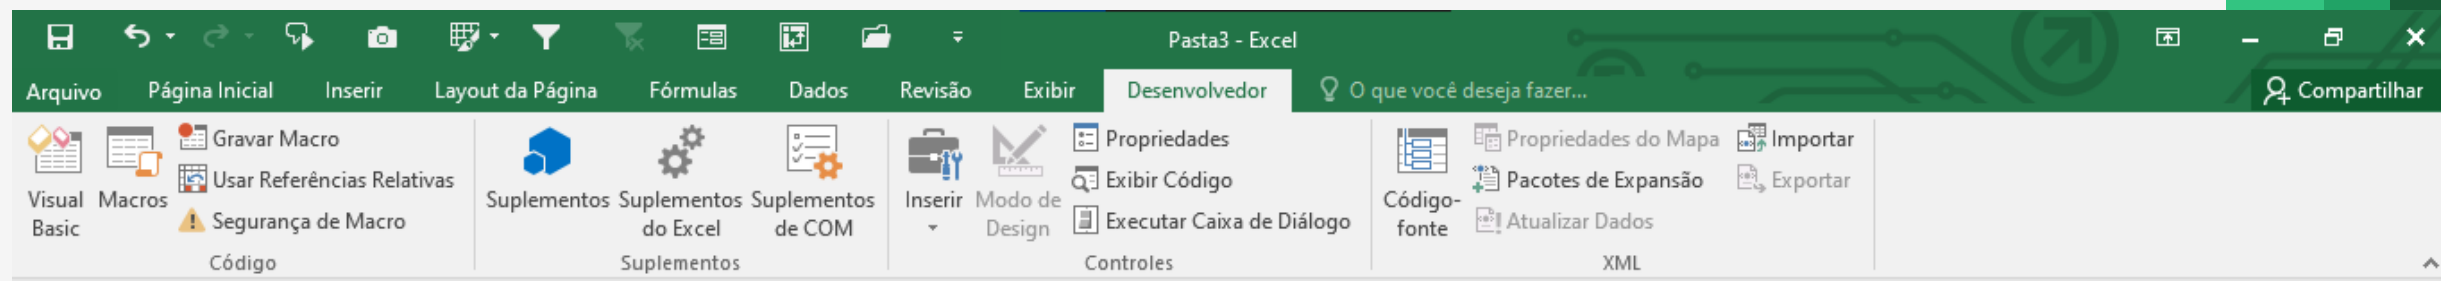 Pasta3 - Excel
Arquivo Página Inicial Inserir Layout da Página Fórmulas Dados Revisão Exibir Desenvolvedor O que você deseja fazer... Compartilhar
Visual
Basic
Macros
Gravar Macro
Usar Referências Relativas
Segurança de Macro
Código
Suplementos
Suplementos
do Excel
Suplementos
de COM
Suplementos
Inserir
Modo de
Design
Propriedades
Exibir Código
Executar Caixa de Diálogo
Controles
Código-
fonte
Propriedades do Mapa
Pacotes de Expansão
Atualizar Dados
Importar
Exportar
XML